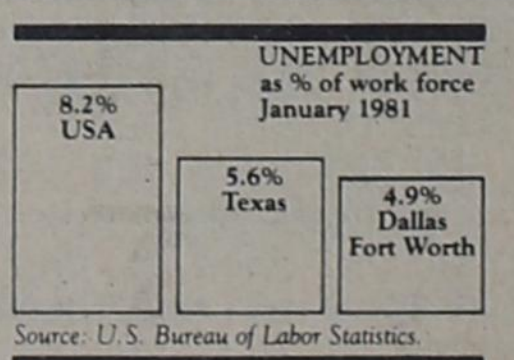 UNEMPLOYMENT
as % of work force
January 1981
8.2%
USA
5.6%
Texas
4.9%
Dallas
Fort Worth
Source: U.S. Bureau of Labor Statistics.